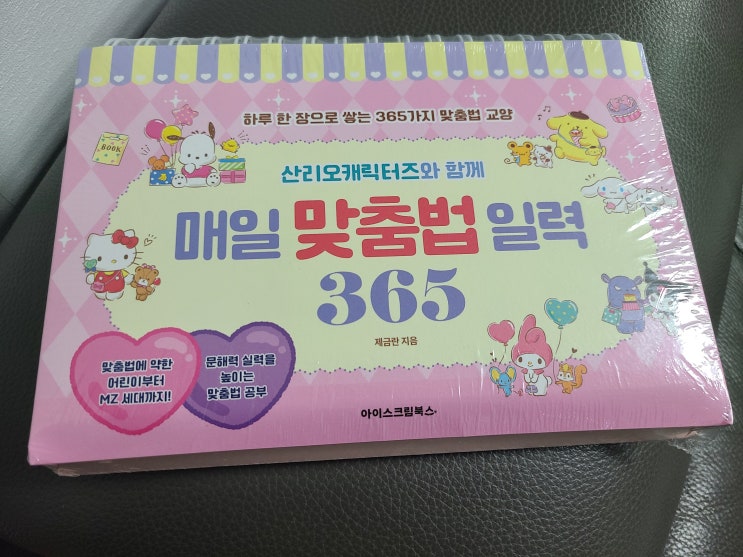 하루 한 장으로 쌓는 365가지 맞춤법 교양
BOOK
산리오캐릭터즈와 함께
매일 맞춤법 일력
365
제금란 지음
맞춤법에 약한
어린이부터
MZ 세대까지!
문해력 실력을
높이는
맞춤법 공부
아이스크림북스